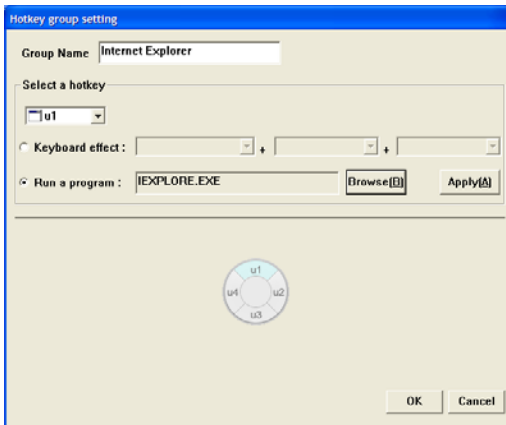 Hotkey group setting
Group Name Internet Explorer
Select a hotkey
u1
Keyboard effect : + +
Run a program : IEXPLORE.EXE Browse(B) Apply(A)
u1
u4 u2
u3
OK Cancel